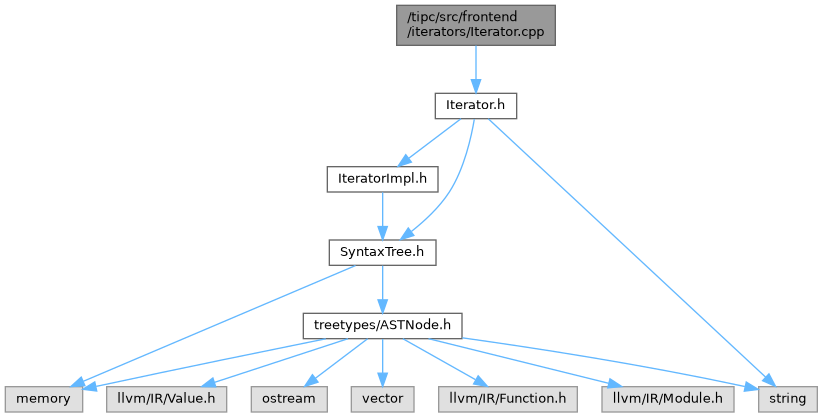 /tipc/src/frontend
/iterators/Iterator.cpp
Iterator.h
IteratorImpl.h
SyntaxTree.h
treetypes/ASTNode.h
memory
llvm/IR/Value.h
ostream
vector
llvm/IR/Function.h
llvm/IR/Module.h
string